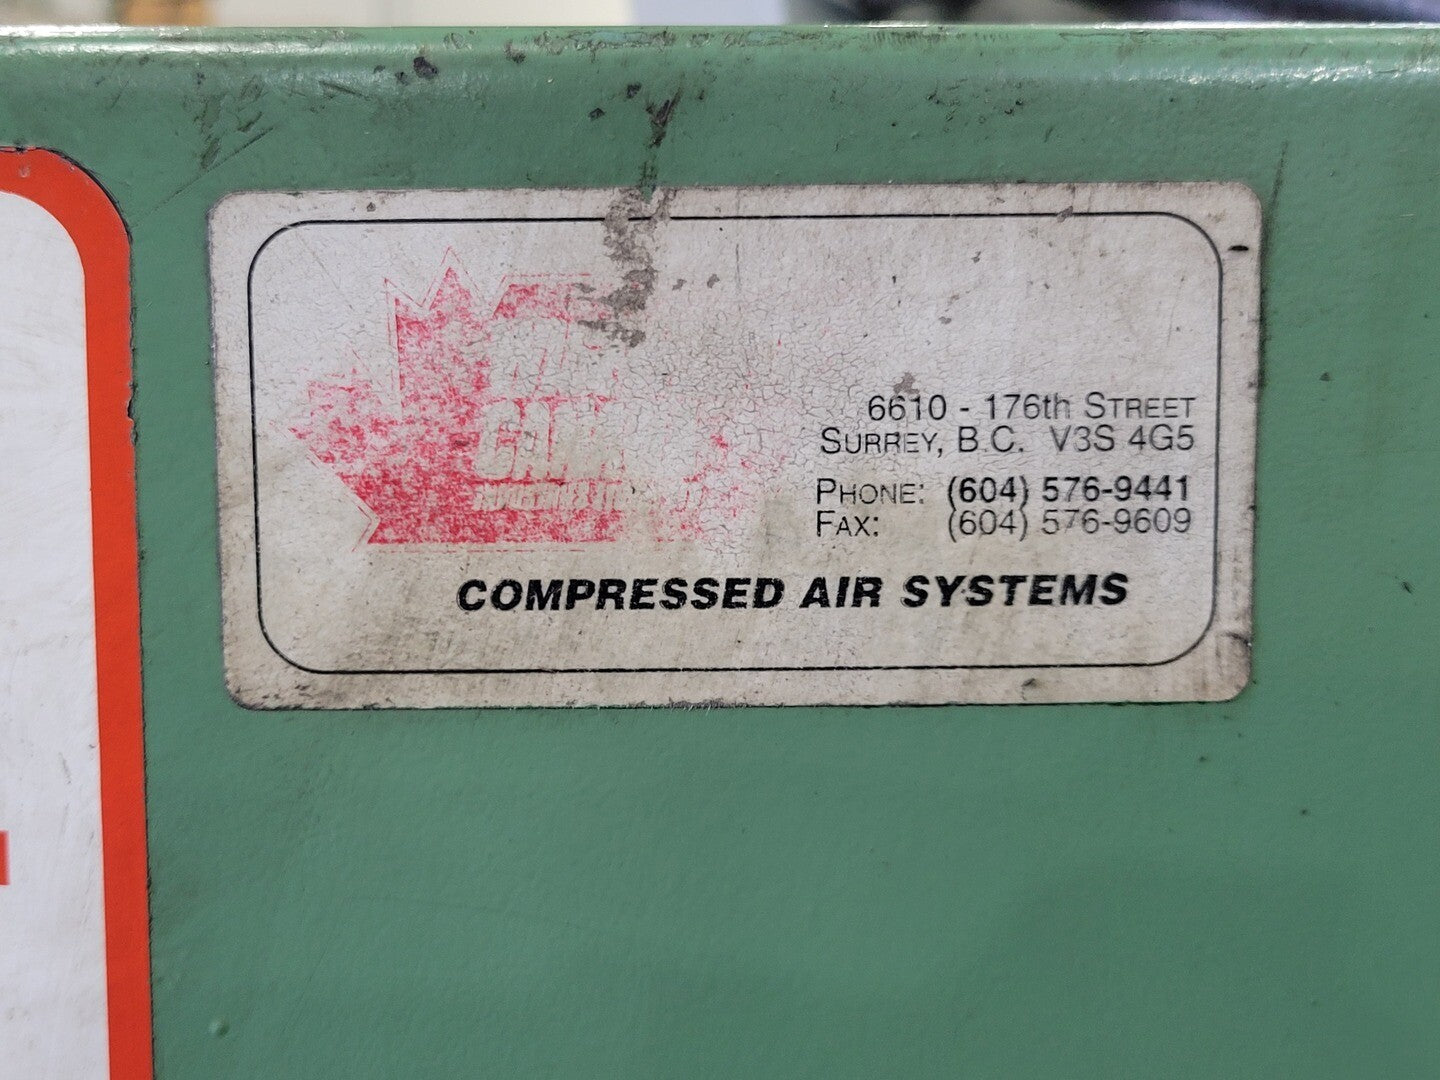 6610 - 176th STREET
SURREY, B.C. V3S 4G5
PHONE: (604) 576-9441
FAX: (604) 576-9609
COMPRESSED AIR SYSTEMS